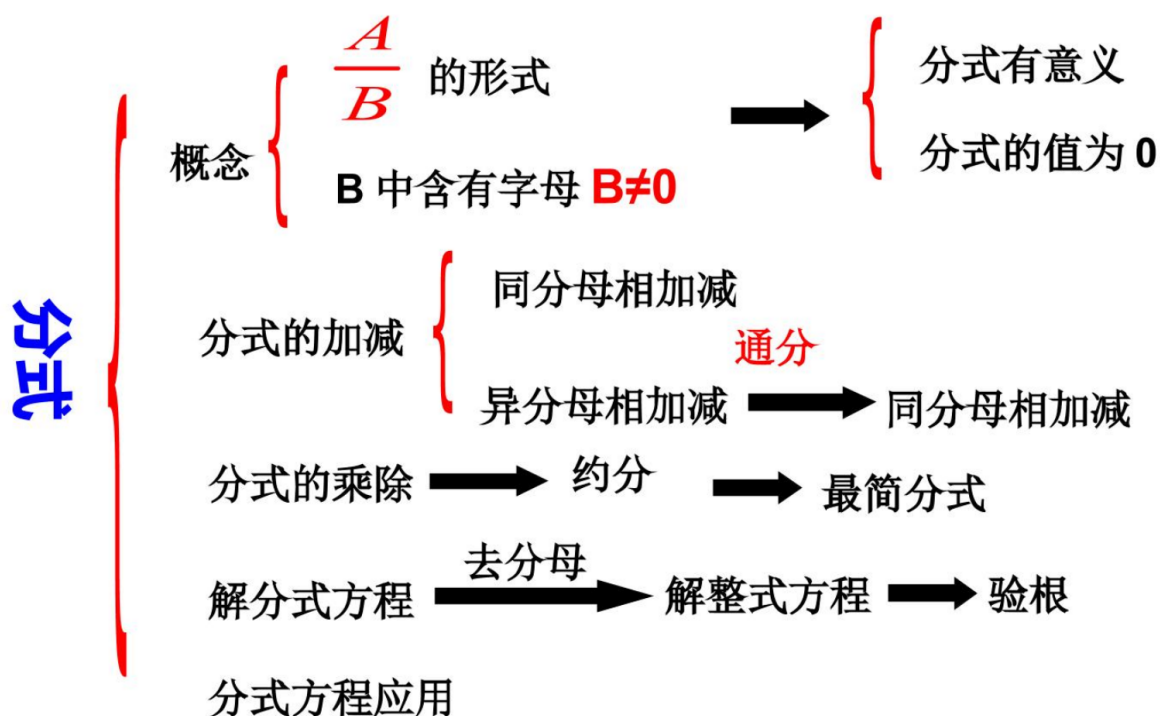 分式
概念
A/B 的形式
B 中含有字母 B≠0
分式有意义
分式的值为 0
分式的加减
同分母相加减
异分母相加减
通分
同分母相加减
分式的乘除
约分
最简分式
解分式方程
去分母
解整式方程
验根
分式方程应用